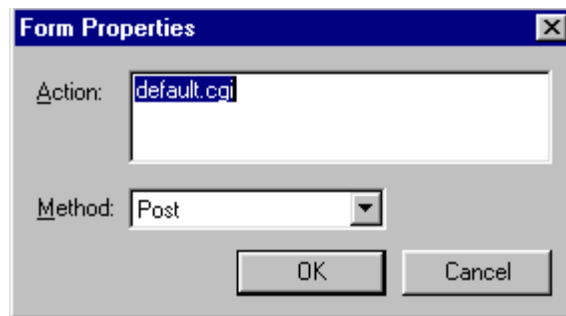 Form Properties
Action: default.cgi
Method: Post
OK Cancel